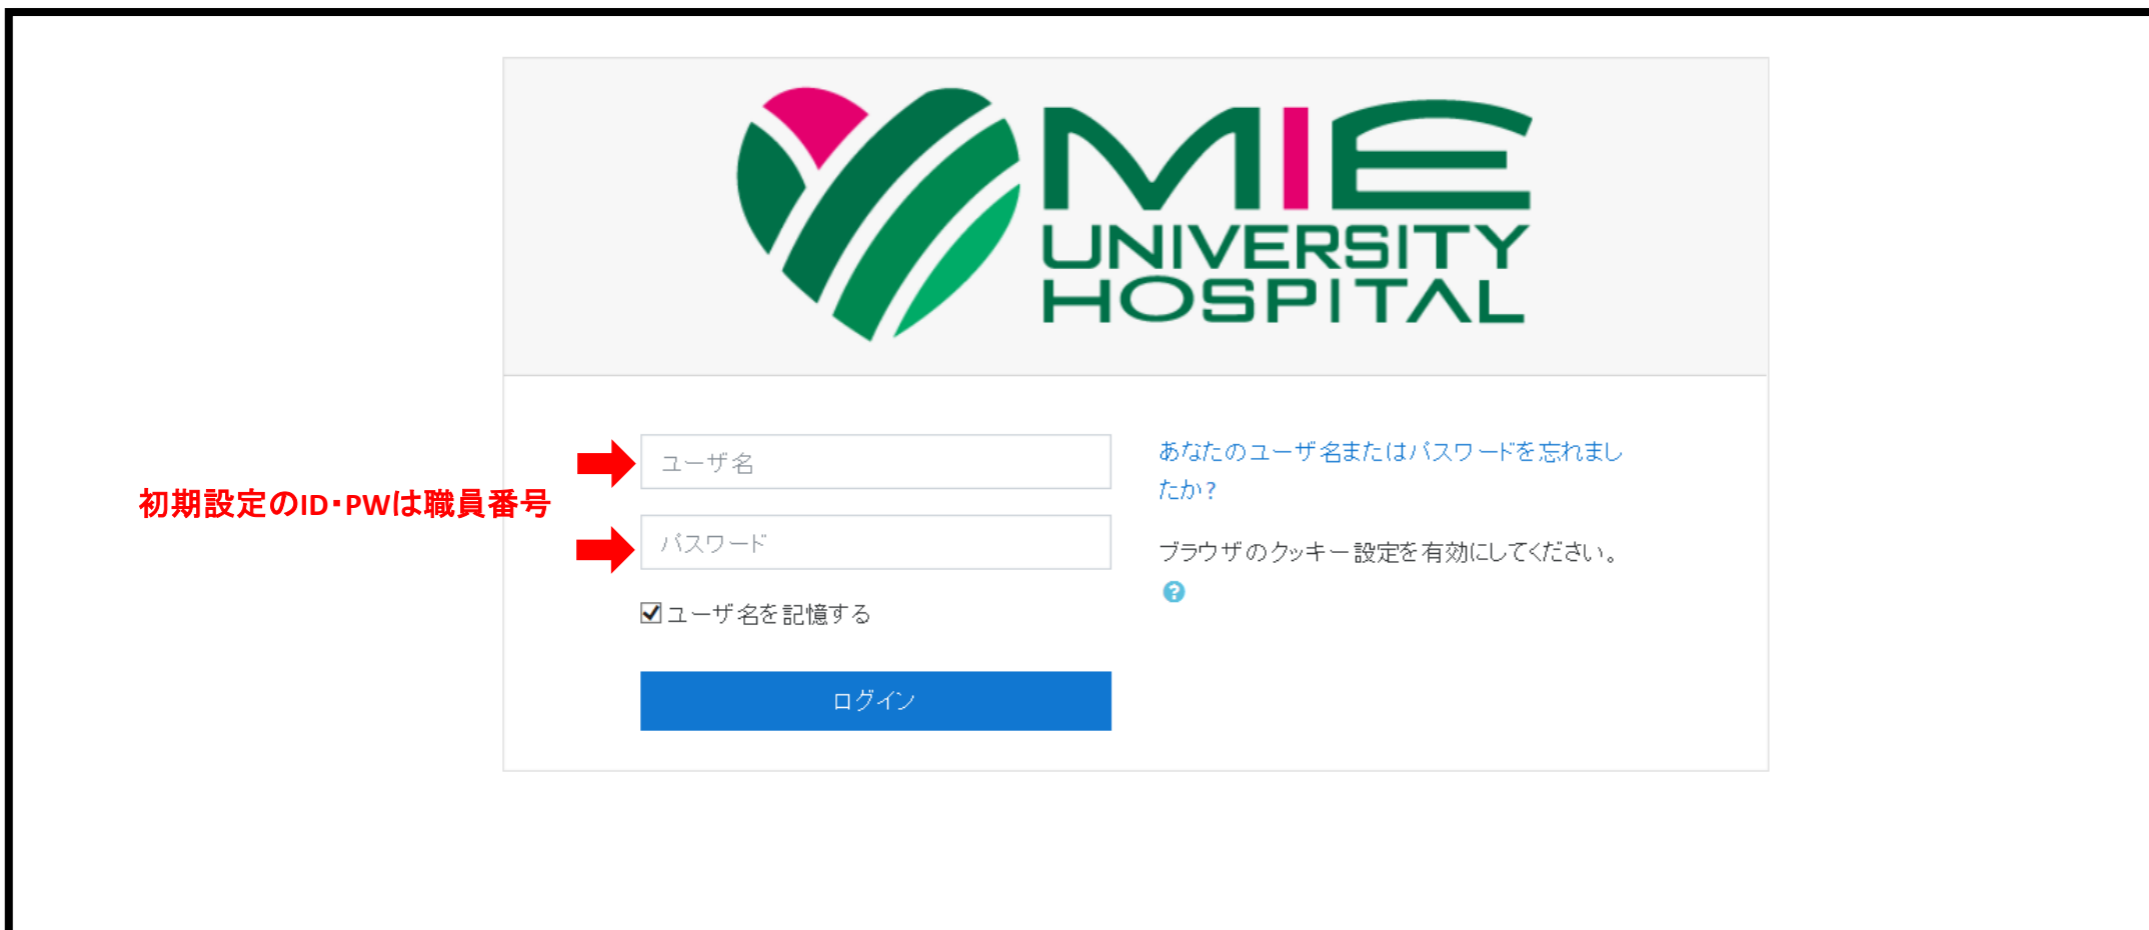 MIE
UNIVERSITY
HOSPITAL
初期設定のID・PWは職員番号
ユーザ名
パスワード
ユーザ名を記憶する
ログイン
あなたのユーザ名またはパスワードを忘れまし
たか?
ブラウザのクッキー設定を有効にしてください。
?